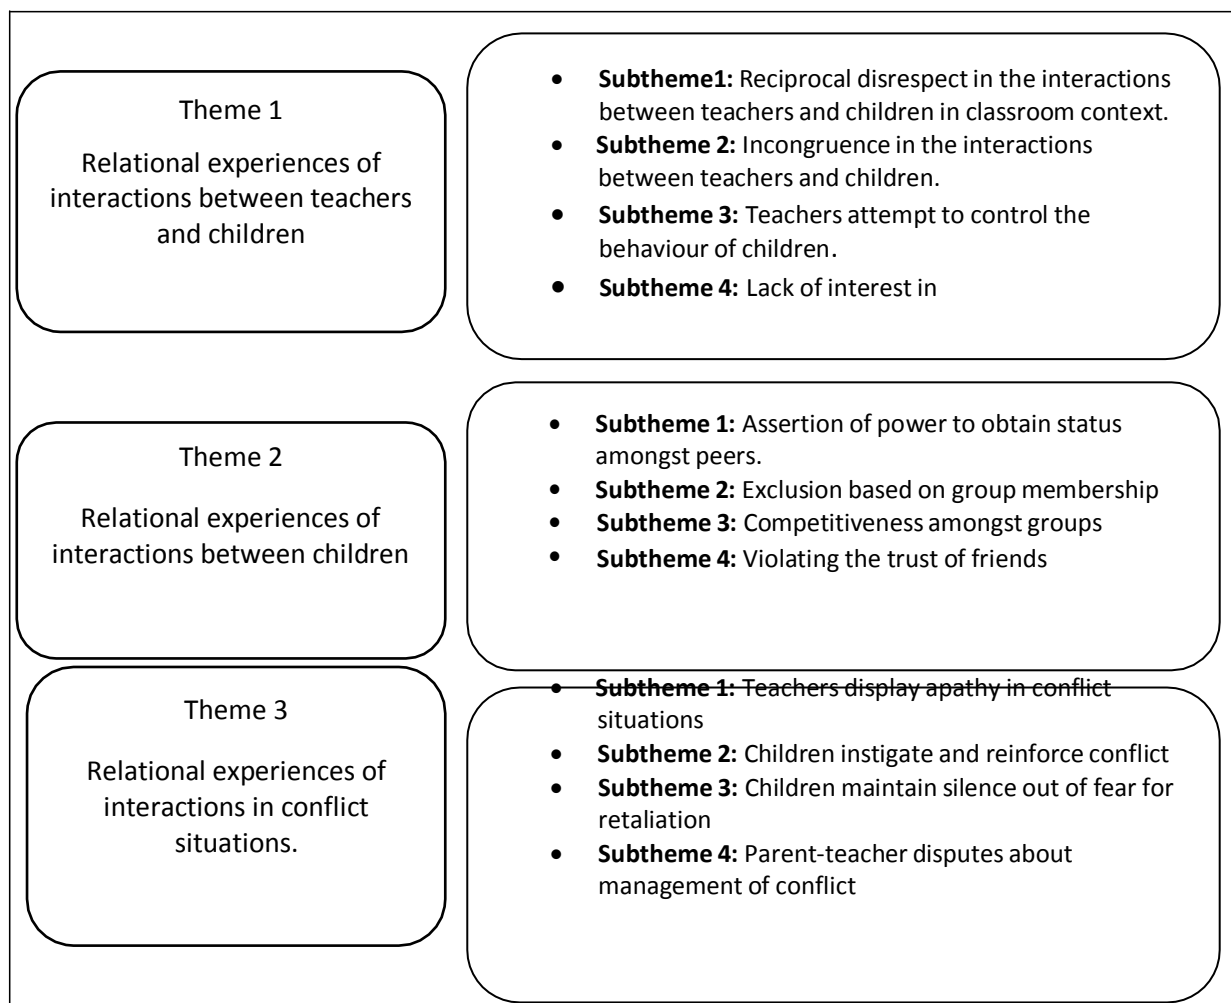 Theme 1
Relational experiences of
interactions between teachers
and children
• Subtheme1: Reciprocal disrespect in the interactions
between teachers and children in classroom context.
• Subtheme 2: Incongruence in the interactions
between teachers and children.
• Subtheme 3: Teachers attempt to control the
behaviour of children.
• Subtheme 4: Lack of interest in
Theme 2
Relational experiences of
interactions between children
• Subtheme 1: Assertion of power to obtain status
amongst peers.
• Subtheme 2: Exclusion based on group membership
• Subtheme 3: Competitiveness amongst groups
• Subtheme 4: Violating the trust of friends
Theme 3
Relational experiences of
interactions in conflict
situations.
• Subtheme 1: Teachers display apathy in conflict
situations
• Subtheme 2: Children instigate and reinforce conflict
• Subtheme 3: Children maintain silence out of fear for
retaliation
• Subtheme 4: Parent-teacher disputes about
management of conflict